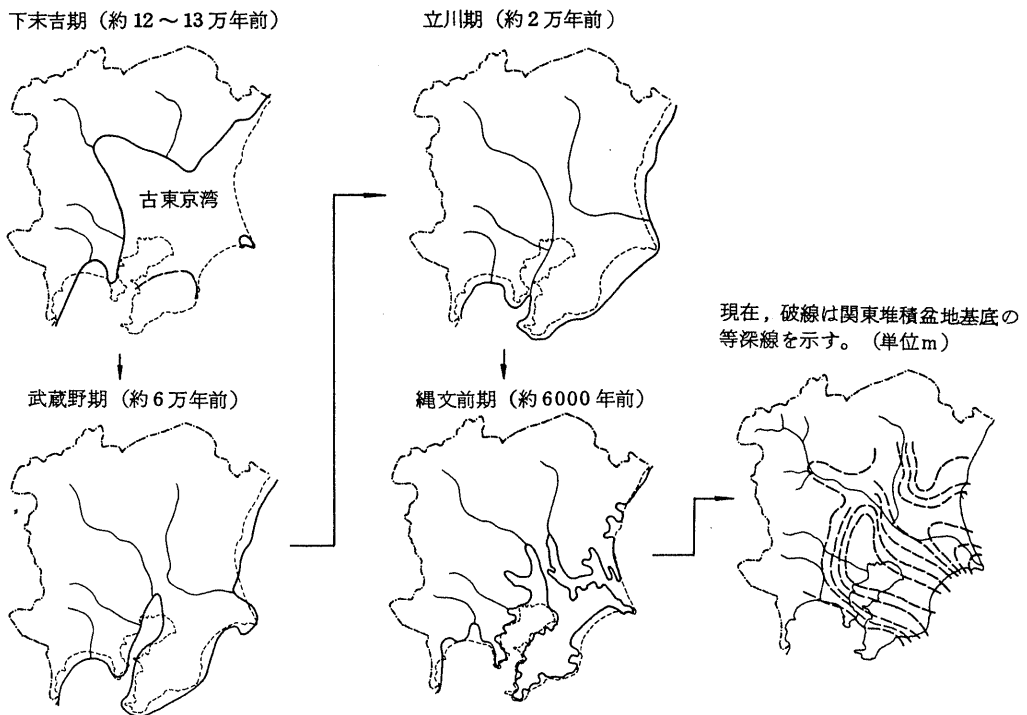 下末吉期（約12～13万年前）
古東京湾
武蔵野期（約6万年前）
立川期（約2万年前）
縄文前期（約6000年前）
現在，破線は関東堆積盆地基底の
等深線を示す。（単位m）